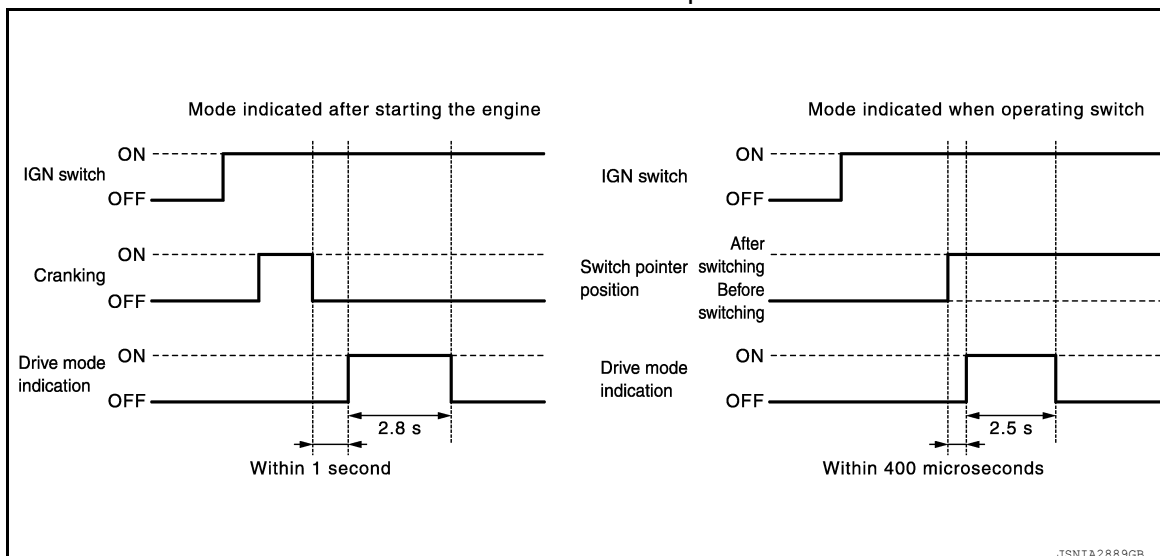 Mode indicated after starting the engine
IGN switch
ON
OFF
Cranking
ON
OFF
Drive mode
indication
ON
OFF
2.8 s
Within 1 second
Mode indicated when operating switch
IGN switch
ON
OFF
Switch pointer
position
After
switching
Before
switching
Drive mode
indication
ON
OFF
2.5 s
Within 400 microseconds
JSNIA2889GB